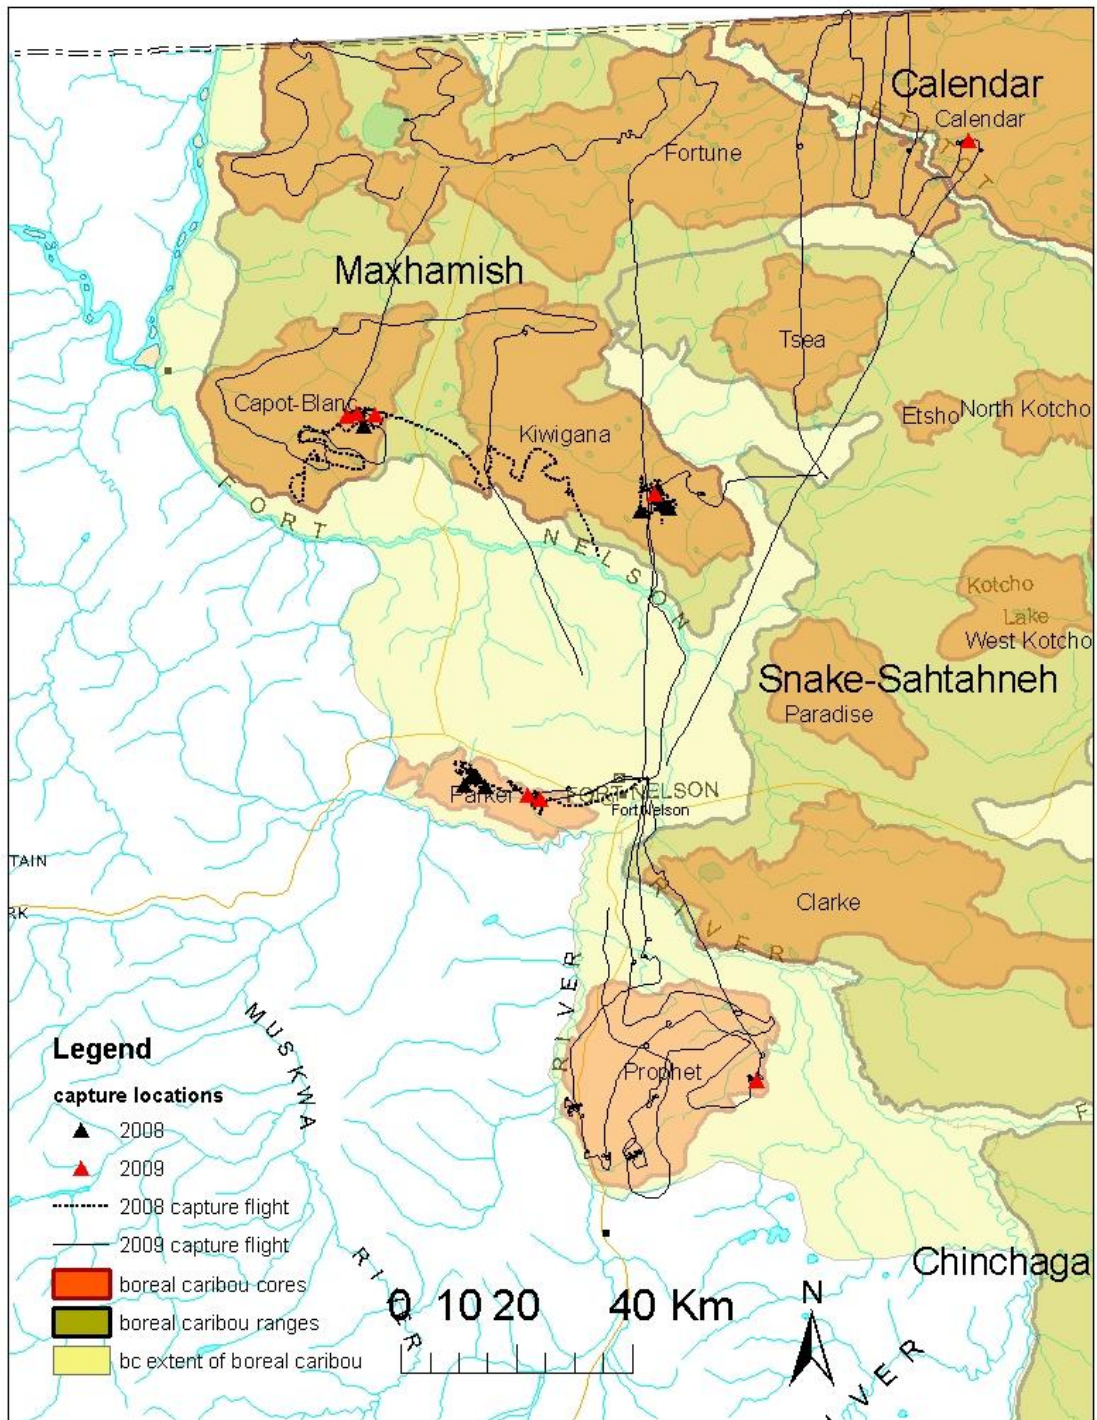 Calendar
Calendar
PETITOT
Fortune
Maxhamish
Tsea
Capot-Blanc
Etsho
North Kotcho
Kiwigana
FORT
NELSON
Kotcho
Lake
West Kotcho
Snake-Sahtahneh
Paradise
Parker
FORT NELSON
Fort Nelson
TAIN
RK
Clarke
RIVER
RIVER
MUSKWA
RIVER
Prophet
F
Chinchaga
RIVER
Legend
capture locations
2008
2009
2008 capture flight
2009 capture flight
boreal caribou cores
boreal caribou ranges
bc extent of boreal caribou
0 10 20 40 Km
N